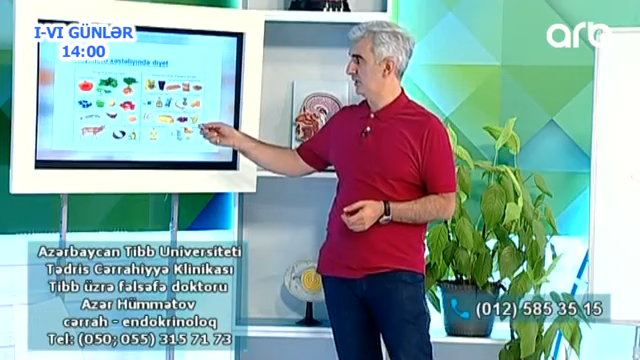 I-VI GÜNLƏR
14:00
arb
xəstəliyində diyet
Azərbaycan Tibb Universiteti
Tədris Cərrahiyyə Klinikası
Tibb üzrə fəlsəfə doktoru
Azər Hümmətov
cərrah - endokrinoloq
Tel: (050; 055) 315 71 73
(012) 585 35 15